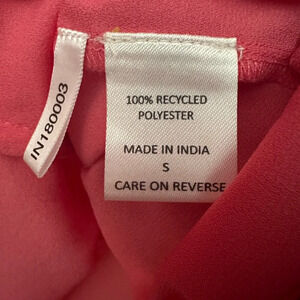 IN180003
100% RECYCLED
POLYESTER
MADE IN INDIA
S
CARE ON REVERSE